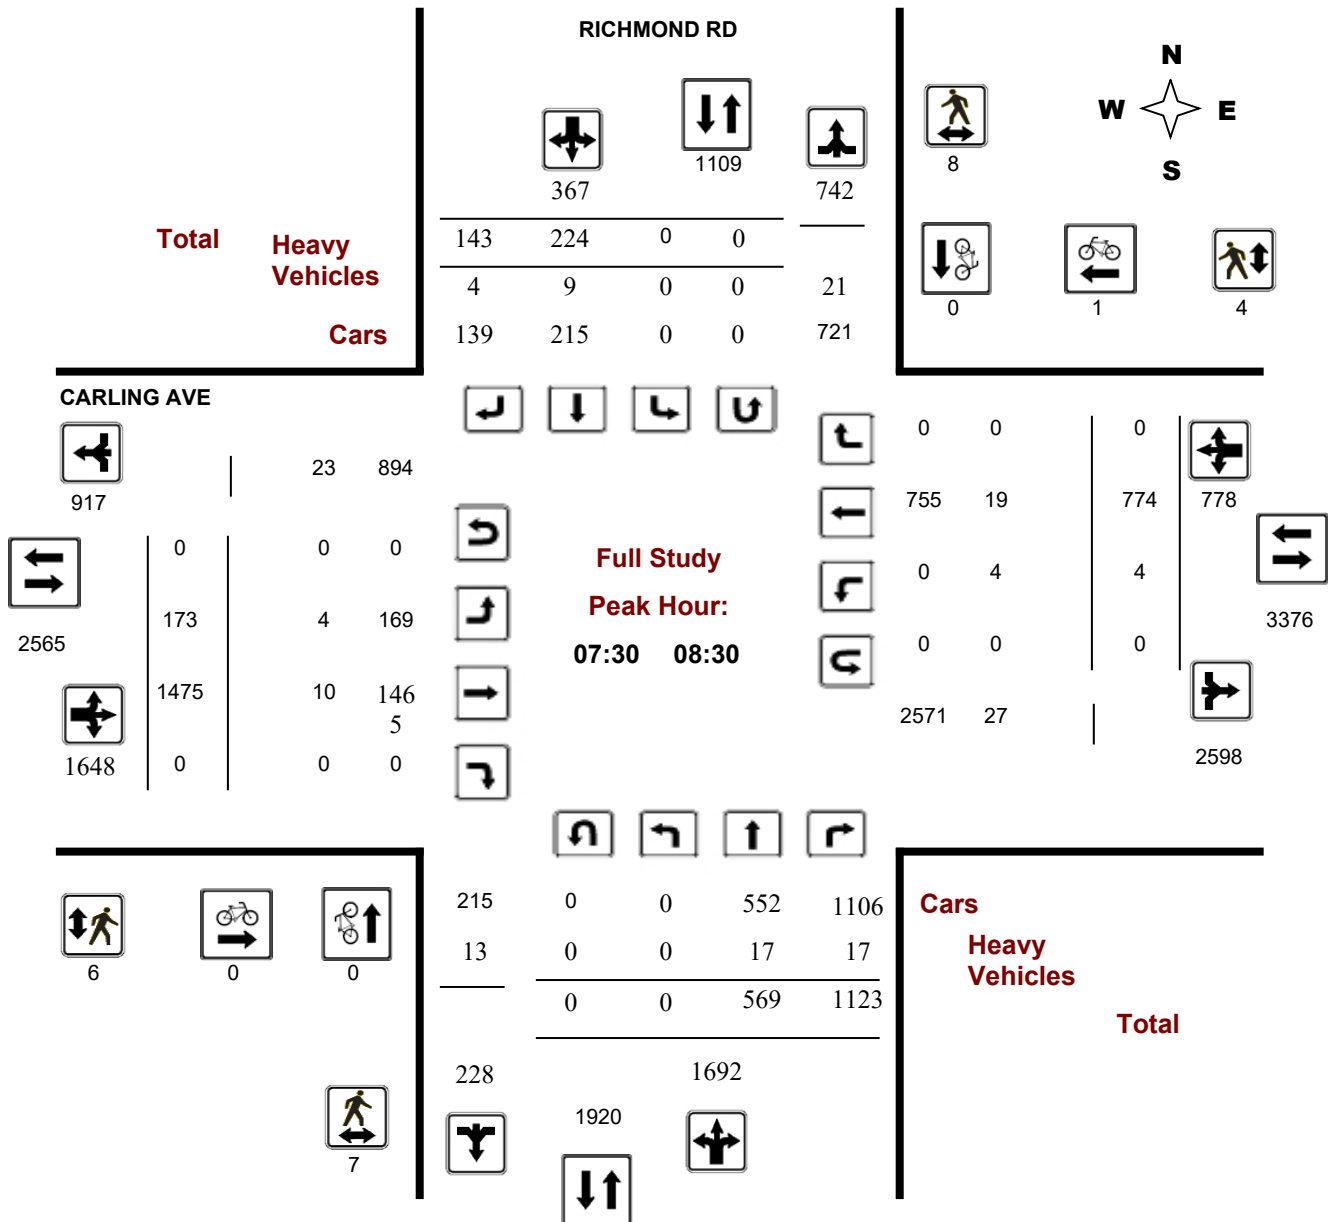 RICHMOND RD
N
W E
S
8
1109
367 742
Total Heavy Vehicles
143 224 0 0
4 9 0 0 21
Cars 139 215 0 0 721
0 1 4
CARLING AVE
23 894
917
0 0 0
173 4 169
2565
1475 10 146
5
1648 0 0 0
Full Study
Peak Hour:
07:30 08:30
0 0 0
755 19 774 778
0 4 4
3376
0 0 0
2571 27
2598
215 0 0 552 1106 Cars
13 0 0 17 17 Heavy
Vehicles
0 0 569 1123
Total
6 0 0
228 1692
1920
7